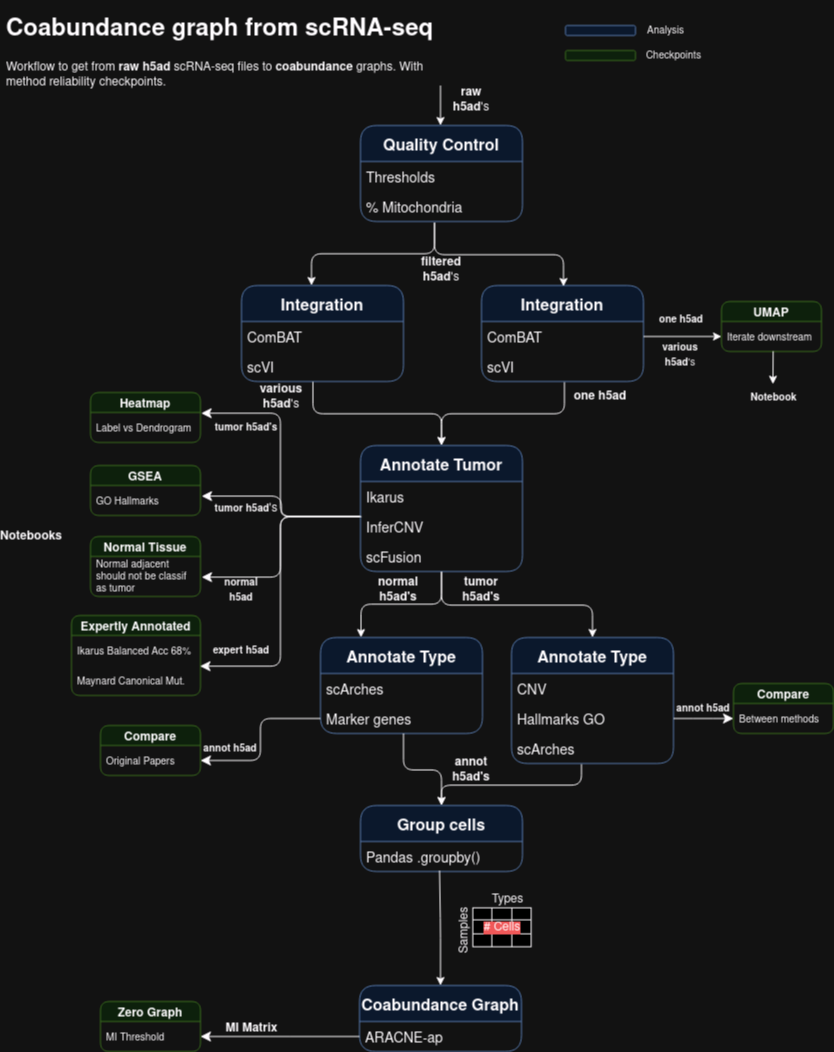 Coabundance graph from scRNA-seq
Workflow to get from raw h5ad scRNA-seq files to coabundance graphs. With
method reliability checkpoints.
Analysis
Checkpoints
raw
h5ad's
Quality Control
Thresholds
% Mitochondria
filtered
h5ad's
Integration
ComBAT
scVI
Integration
ComBAT
scVI
one h5ad
various
h5ad's
UMAP
Iterate downstream
Notebook
various
h5ad's
one h5ad
Heatmap
Label vs Dendrogram
tumor h5ad's
Annotate Tumor
Ikarus
InferCNV
scFusion
GSEA
GO Hallmarks
tumor h5ad's
Notebooks
Normal Tissue
Normal adjacent
should not be classif
as tumor
normal
h5ad
normal
h5ad's
tumor
h5ad's
Expertly Annotated
Ikarus Balanced Acc 68%
Maynard Canonical Mut.
expert h5ad
Annotate Type
scArches
Marker genes
Annotate Type
CNV
Hallmarks GO
scArches
annot h5ad
Compare
Between methods
Compare
Original Papers
annot h5ad
annot
h5ad's
Group cells
Pandas .groupby()
Types
Samples
# Cells
Coabundance Graph
ARACNE-ap
MI Matrix
Zero Graph
MI Threshold